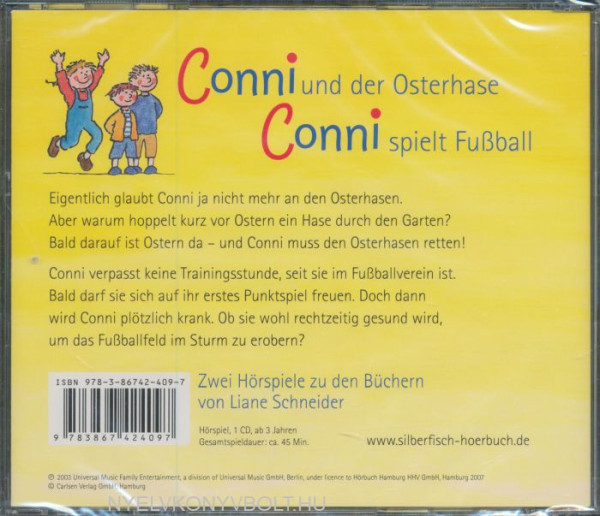 Conni und der Osterhase
Conni spielt Fußball
Eigentlich glaubt Conni ja nicht mehr an den Osterhasen.
Aber warum hoppelt kurz vor Ostern ein Hase durch den Garten?
Bald darauf ist Ostern da – und Conni muss den Osterhasen retten!
Conni verpasst keine Trainingsstunde, seit sie im Fußballverein ist.
Bald darf sie sich auf ihr erstes Punktspiel freuen. Doch dann
wird Conni plötzlich krank. Ob sie wohl rechtzeitig gesund wird,
um das Fußballfeld im Sturm zu erobern?
ISBN 978-3-86742-409-7
9 783867 424097
Zwei Hörspiele zu den Büchern
von Liane Schneider
Hörspiel, 1 CD, ab 3 Jahren
Gesamtspieldauer: ca. 45 Min.
www.silberfisch-hoerbuch.de
℗ 2003 Universal Music Family Entertainment, a division of Universal Music GmbH, Berlin, under licence to Hörbuch Hamburg HHV GmbH, Hamburg 2007
© Carlsen Verlag GmbH, Hamburg
NYELVKONYVBOLT.HU